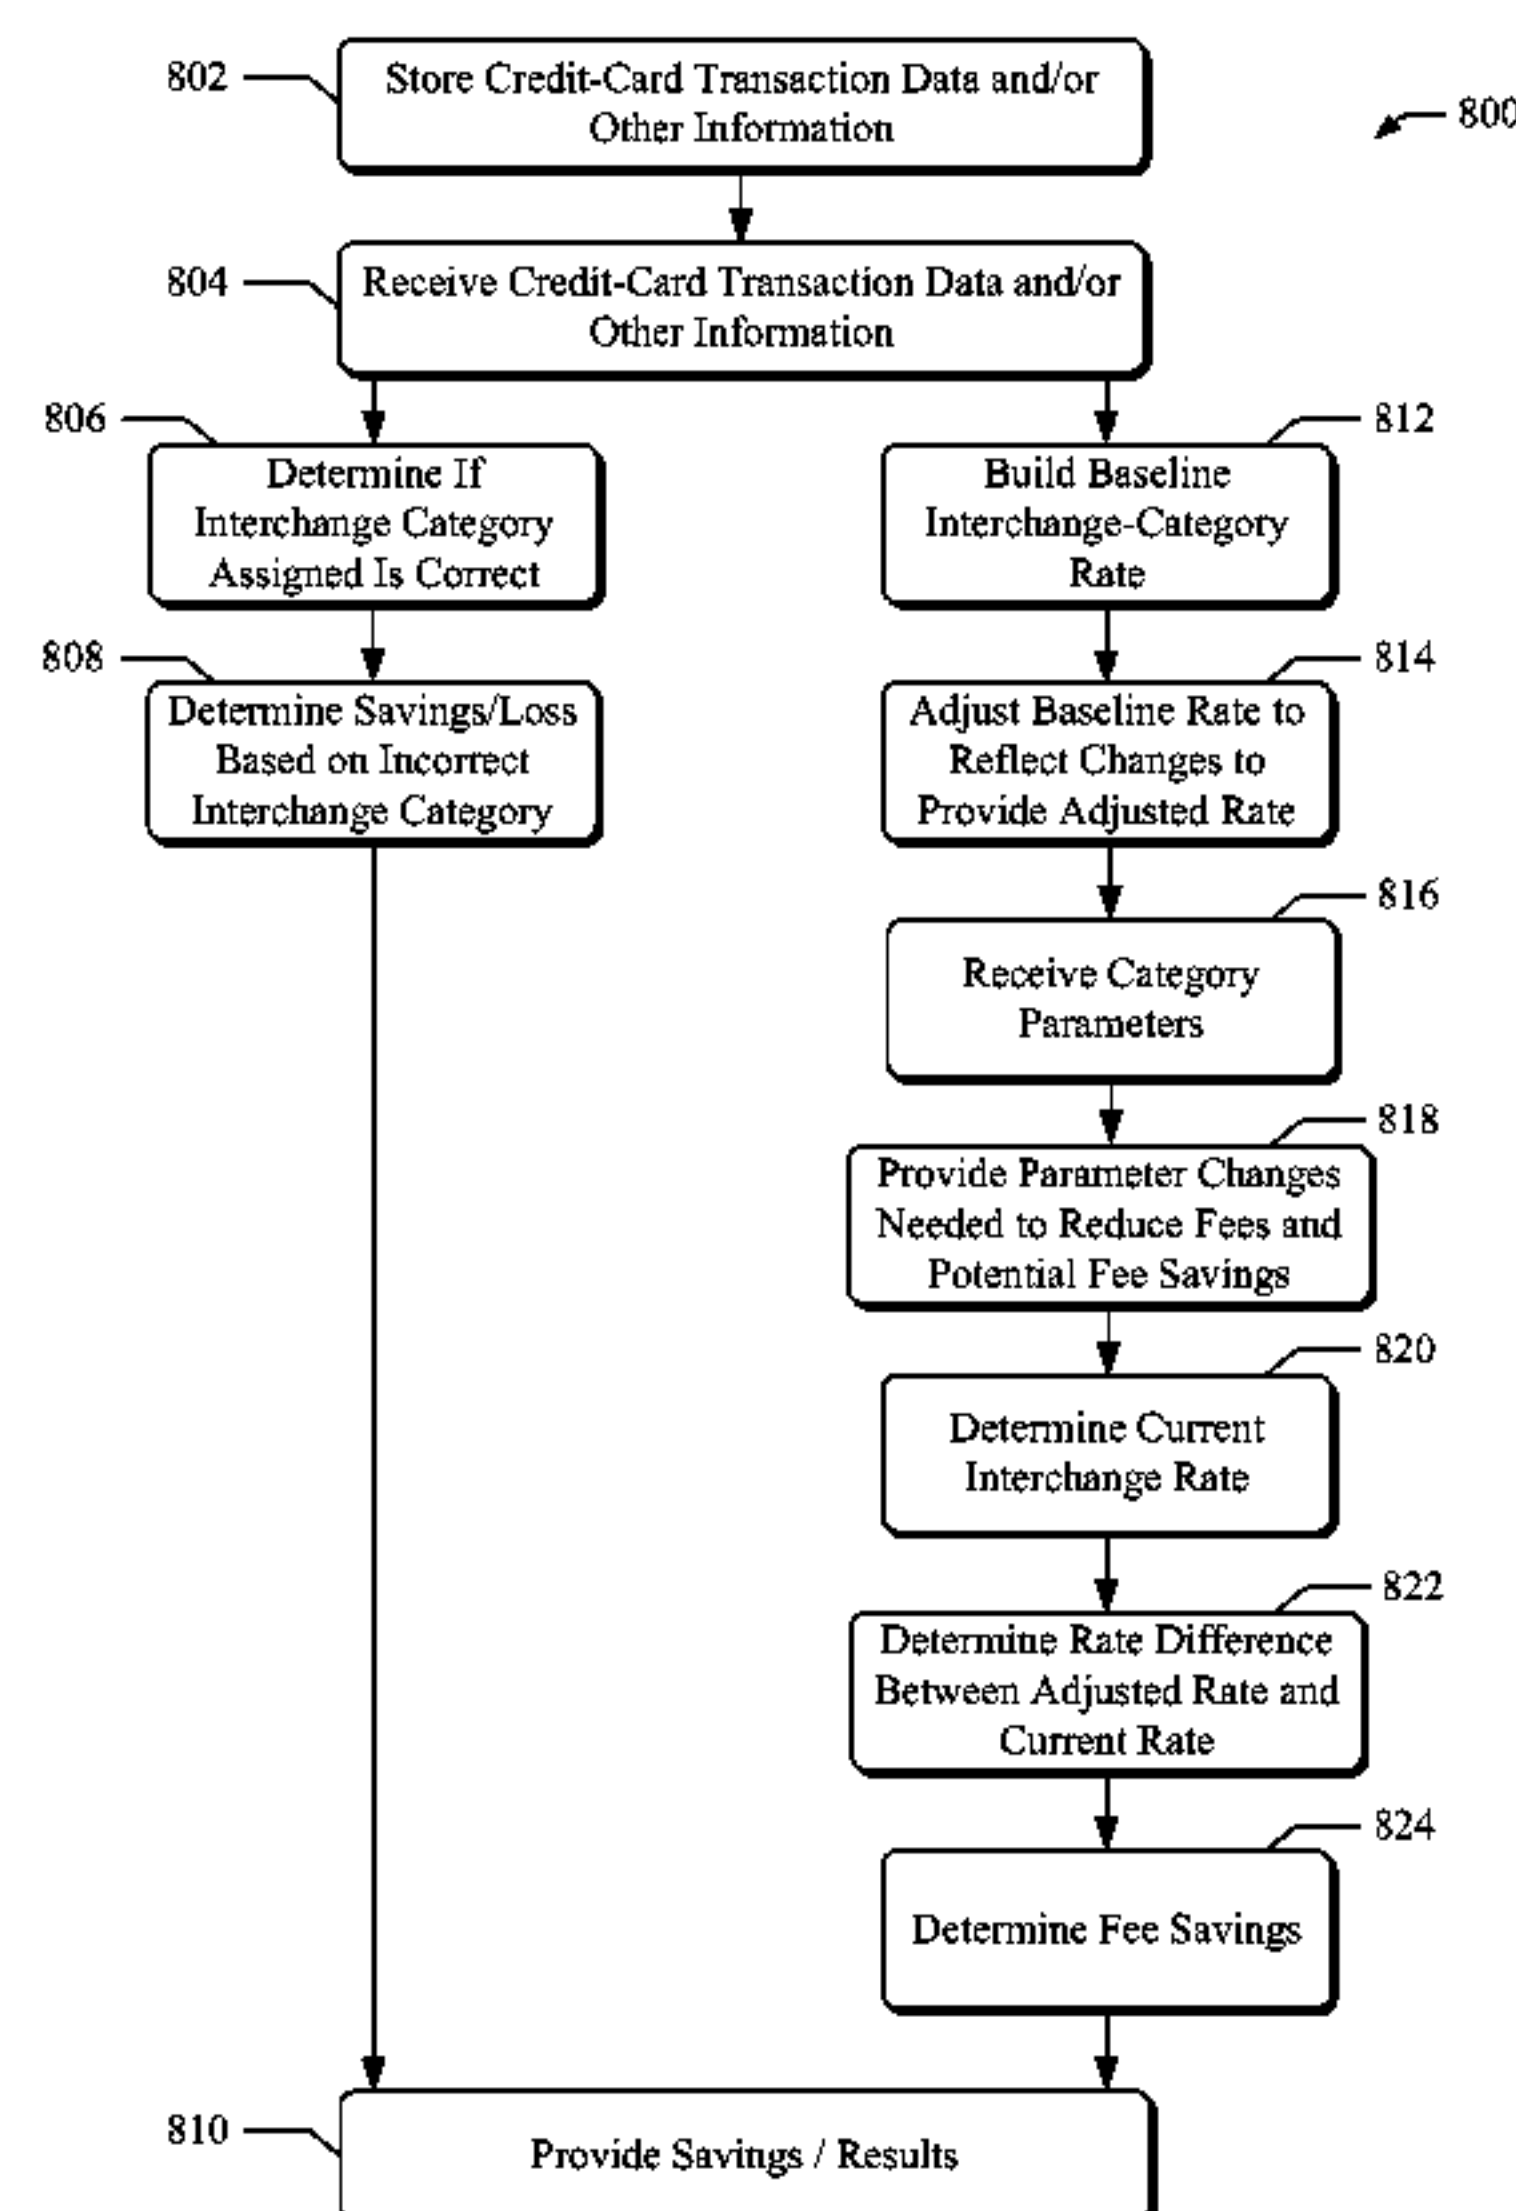 802
Store Credit-Card Transaction Data and/or
Other Information
800
804
Receive Credit-Card Transaction Data and/or
Other Information
806
Determine If
Interchange Category
Assigned Is Correct
808
Determine Savings/Loss
Based on Incorrect
Interchange Category
812
Build Baseline
Interchange-Category
Rate
814
Adjust Baseline Rate to
Reflect Changes to
Provide Adjusted Rate
816
Receive Category
Parameters
818
Provide Parameter Changes
Needed to Reduce Fees and
Potential Fee Savings
820
Determine Current
Interchange Rate
822
Determine Rate Difference
Between Adjusted Rate and
Current Rate
824
Determine Fee Savings
810
Provide Savings / Results